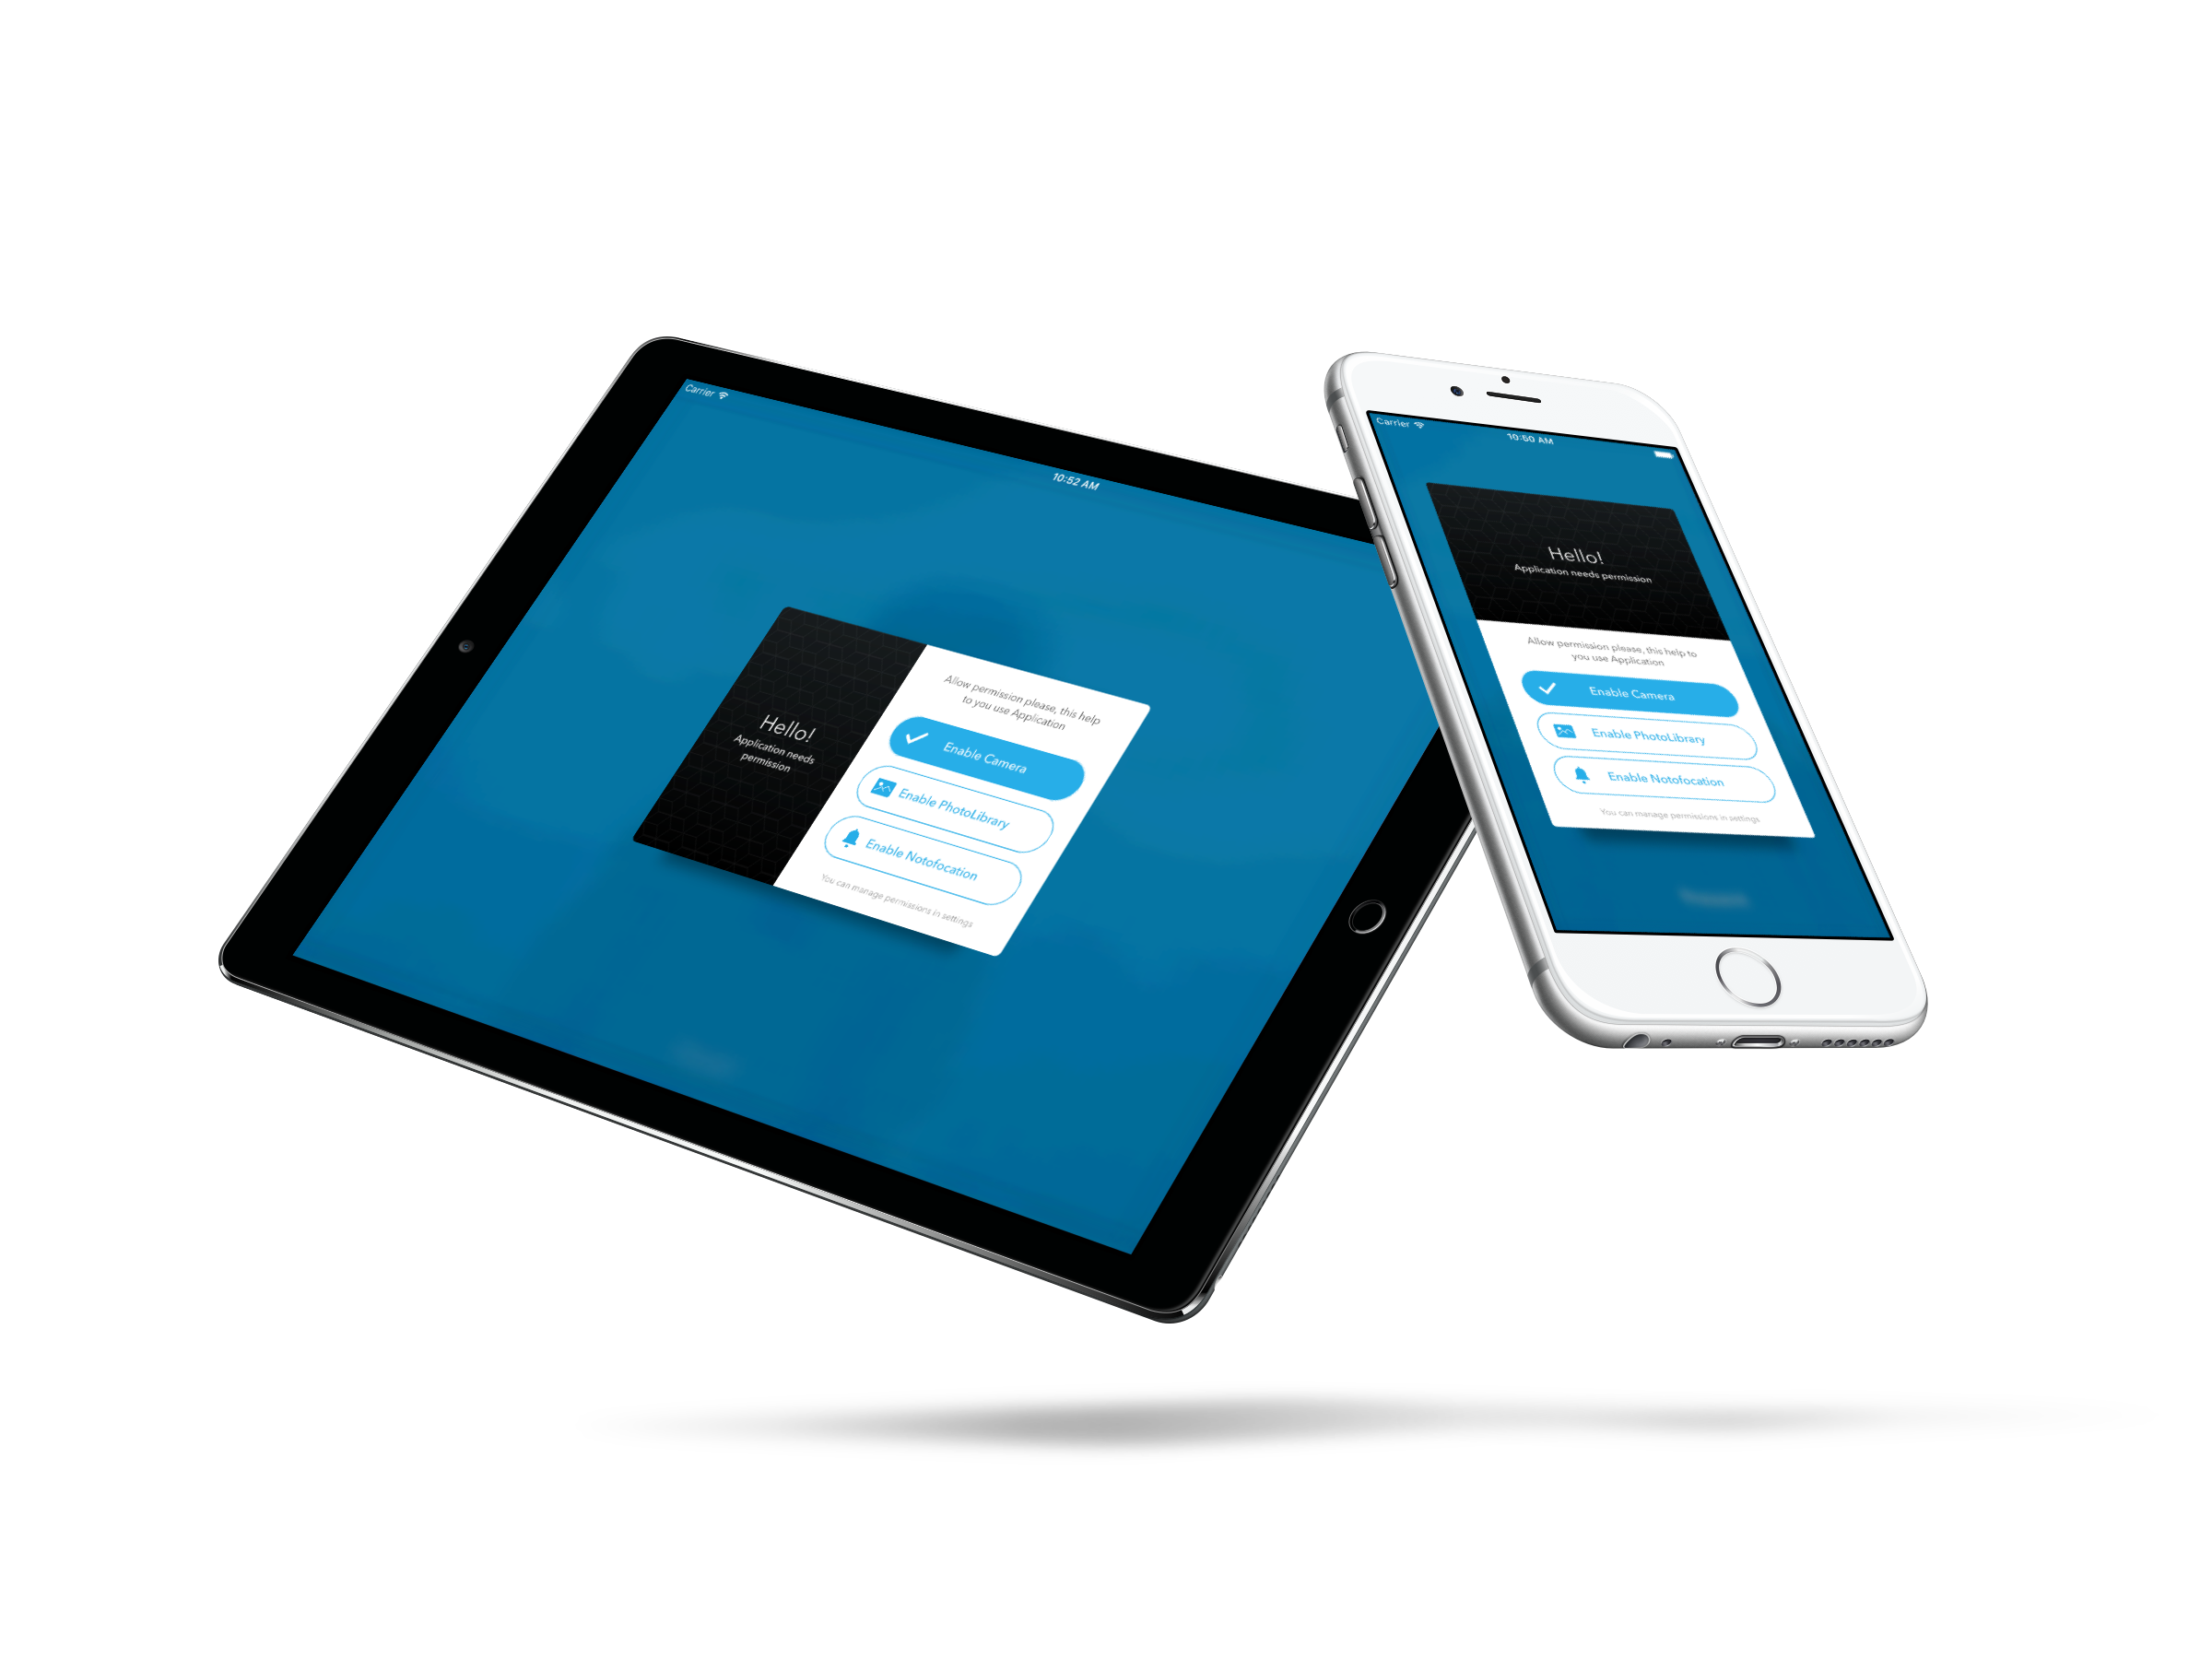 Carrier
10:52 AM
Hello!
Application needs
permission
Allow permission please, this help
to you use Application
Enable Camera
Enable PhotoLibrary
Enable Notofocation
You can manage permissions in settings
Carrier
10:50 AM
Hello!
Application needs permission
Allow permission please, this help to
you use Application
Enable Camera
Enable PhotoLibrary
Enable Notofocation
You can manage permissions in settings